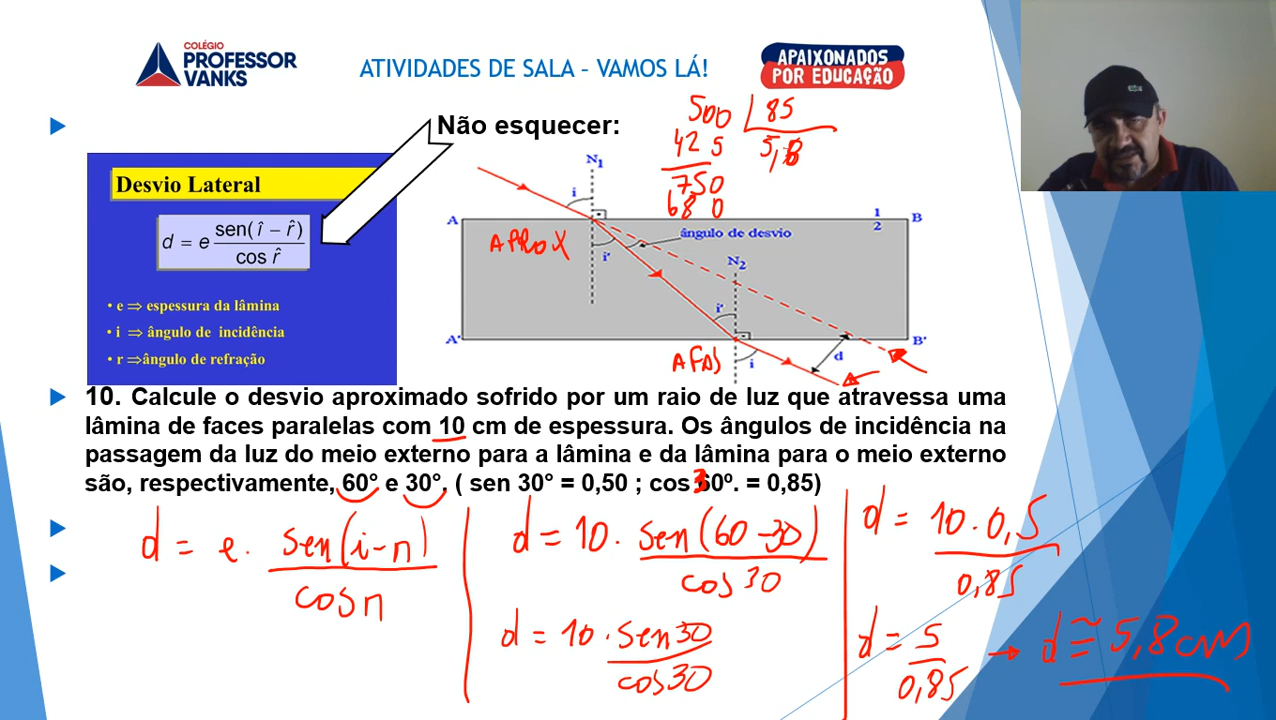 COLÉGIO
PROFESSOR
VANKS
ATIVIDADES DE SALA – VAMOS LÁ!
APAIXONADOS
POR EDUCAÇÃO
Não esquecer:
500 85
425 5,8
750
680
Desvio Lateral
d = e sen(î − r̂)
cos r̂
• e ⇒ espessura da lâmina
• i ⇒ ângulo de incidência
• r ⇒ângulo de refração
N1
i
A
1
B
2
APROX
i'
ângulo de desvio
N2
i'
A'
B'
AFAS
i
d
10. Calcule o desvio aproximado sofrido por um raio de luz que atravessa uma
lâmina de faces paralelas com 10 cm de espessura. Os ângulos de incidência na
passagem da luz do meio externo para a lâmina e da lâmina para o meio externo
são, respectivamente, 60° e 30°, ( sen 30° = 0,50 ; cos 30º. = 0,85)
d = e. sen(i-r)
cos r
d = 10. sen(60-30)
cos 30
d = 10. sen30
cos30
d = 10. 0,5
0,85
d = 5
0,85
→ d ≅ 5,8cm